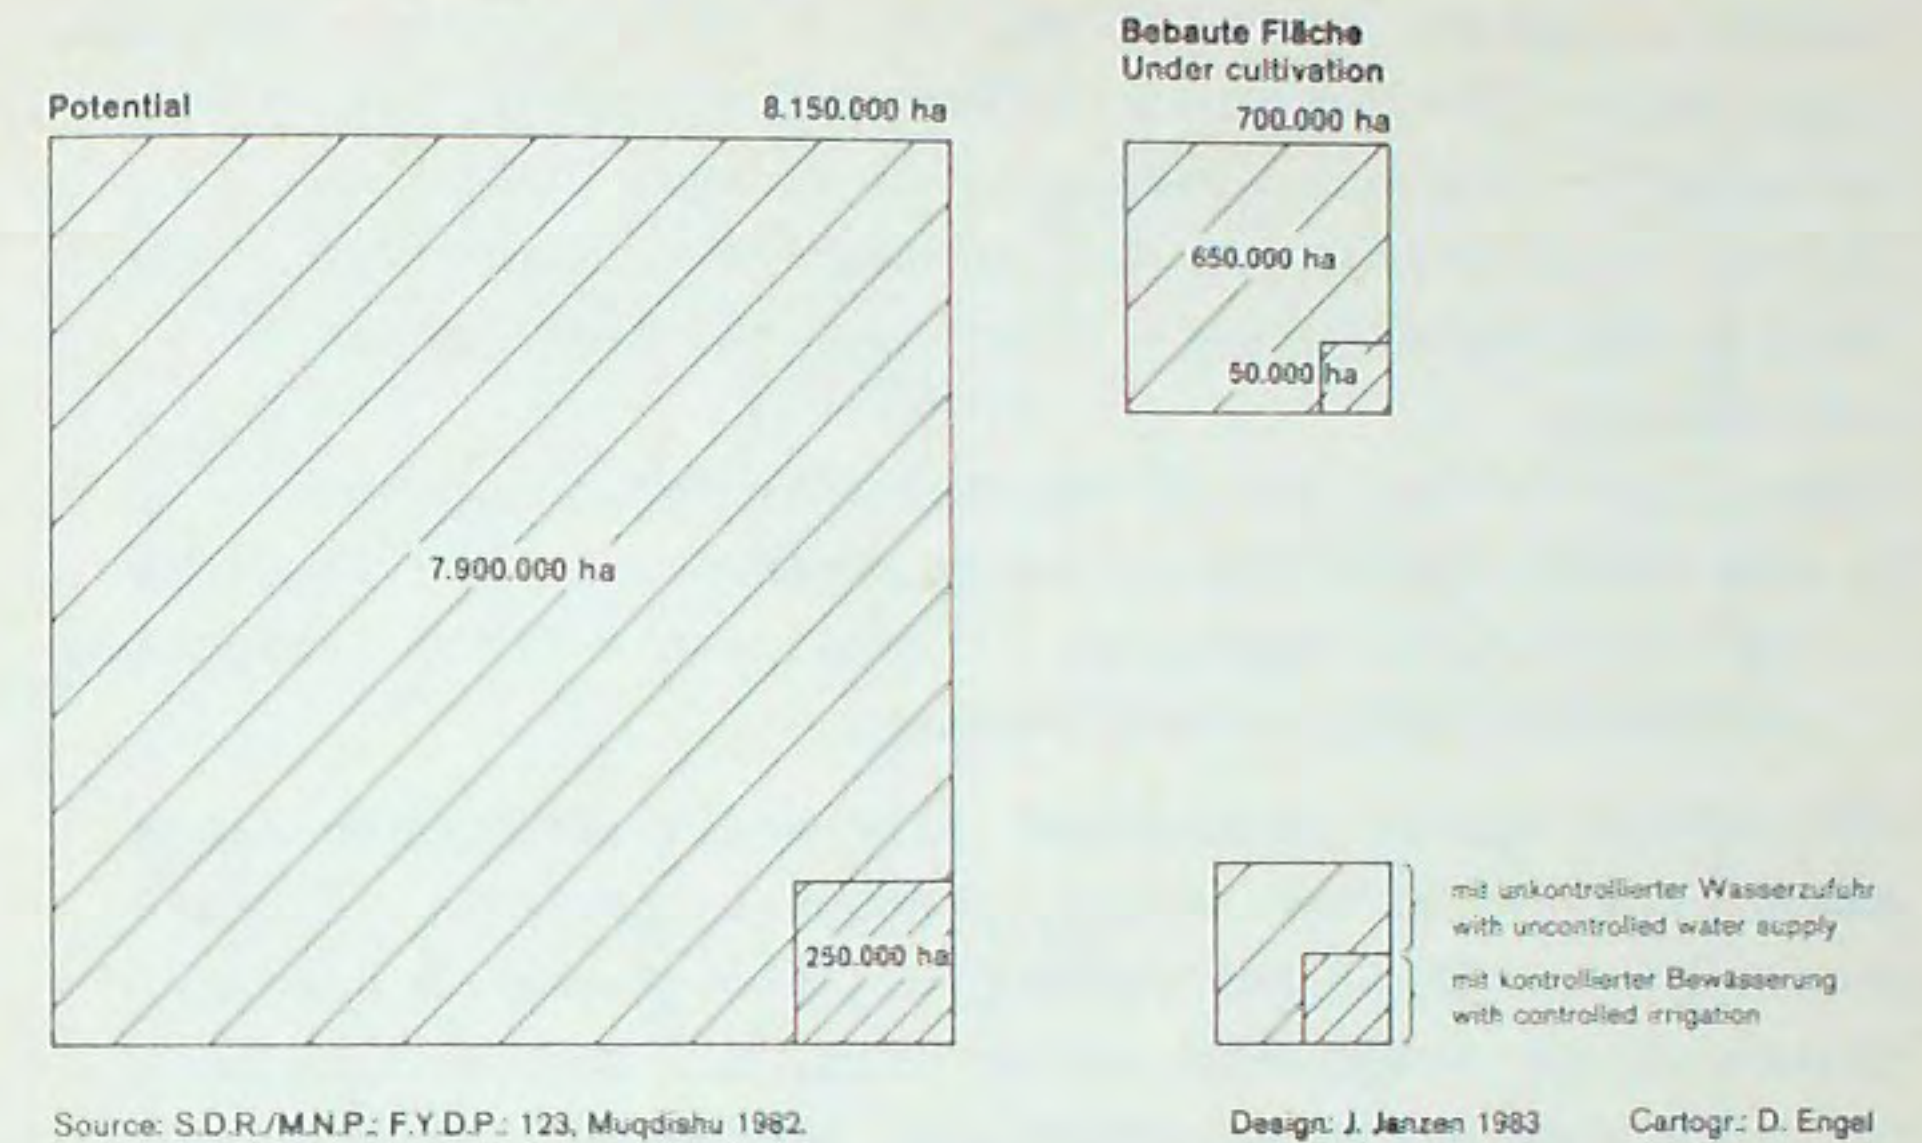 Potential
8.150.000 ha
7.900.000 ha
250.000 ha
Bebaute Fläche
Under cultivation
700.000 ha
650.000 ha
50.000 ha
mit unkontrollierter Wasserzufuhr
with uncontrolled water supply
mit kontrollierter Bewässerung
with controlled irrigation
Source: S.D.R./M.N.P.: F.Y.D.P.: 123, Muqdishu 1982.
Design: J. Janzen 1983
Cartogr.: D. Engel